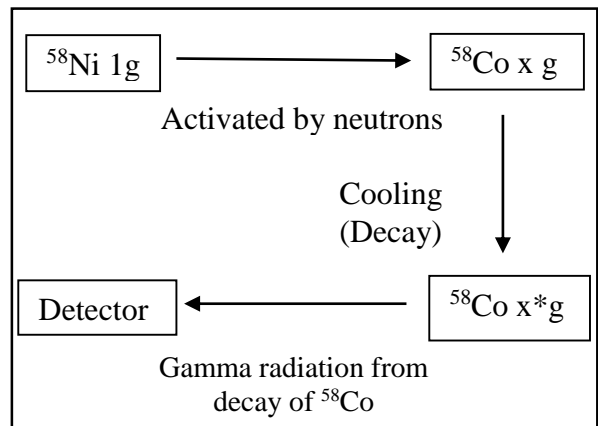 ⁵⁸Ni 1g
⁵⁸Co x g
Activated by neutrons
Cooling
(Decay)
Detector
⁵⁸Co x*g
Gamma radiation from
decay of ⁵⁸Co